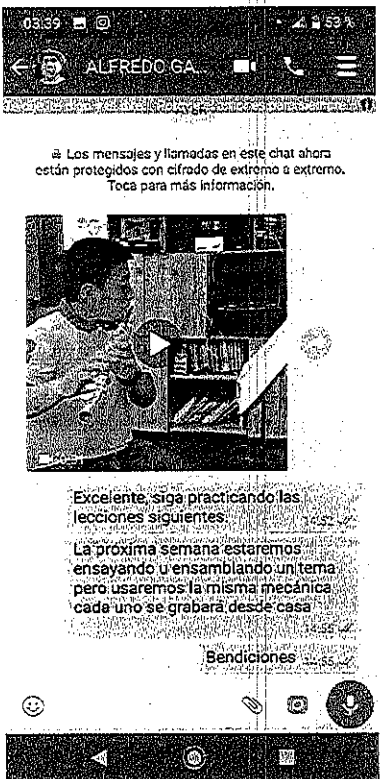 03:39 53 %
ALFREDO GA...
Los mensajes y llamadas en este chat ahora
están protegidos con cifrado de extremo a extremo.
Toca para más información.
Excelente, siga practicando las
lecciones siguientes.
La próxima semana estaremos
ensayando u ensamblando un tema
pero usaremos la misma mecánica
cada uno se grabará desde casa
Bendiciones